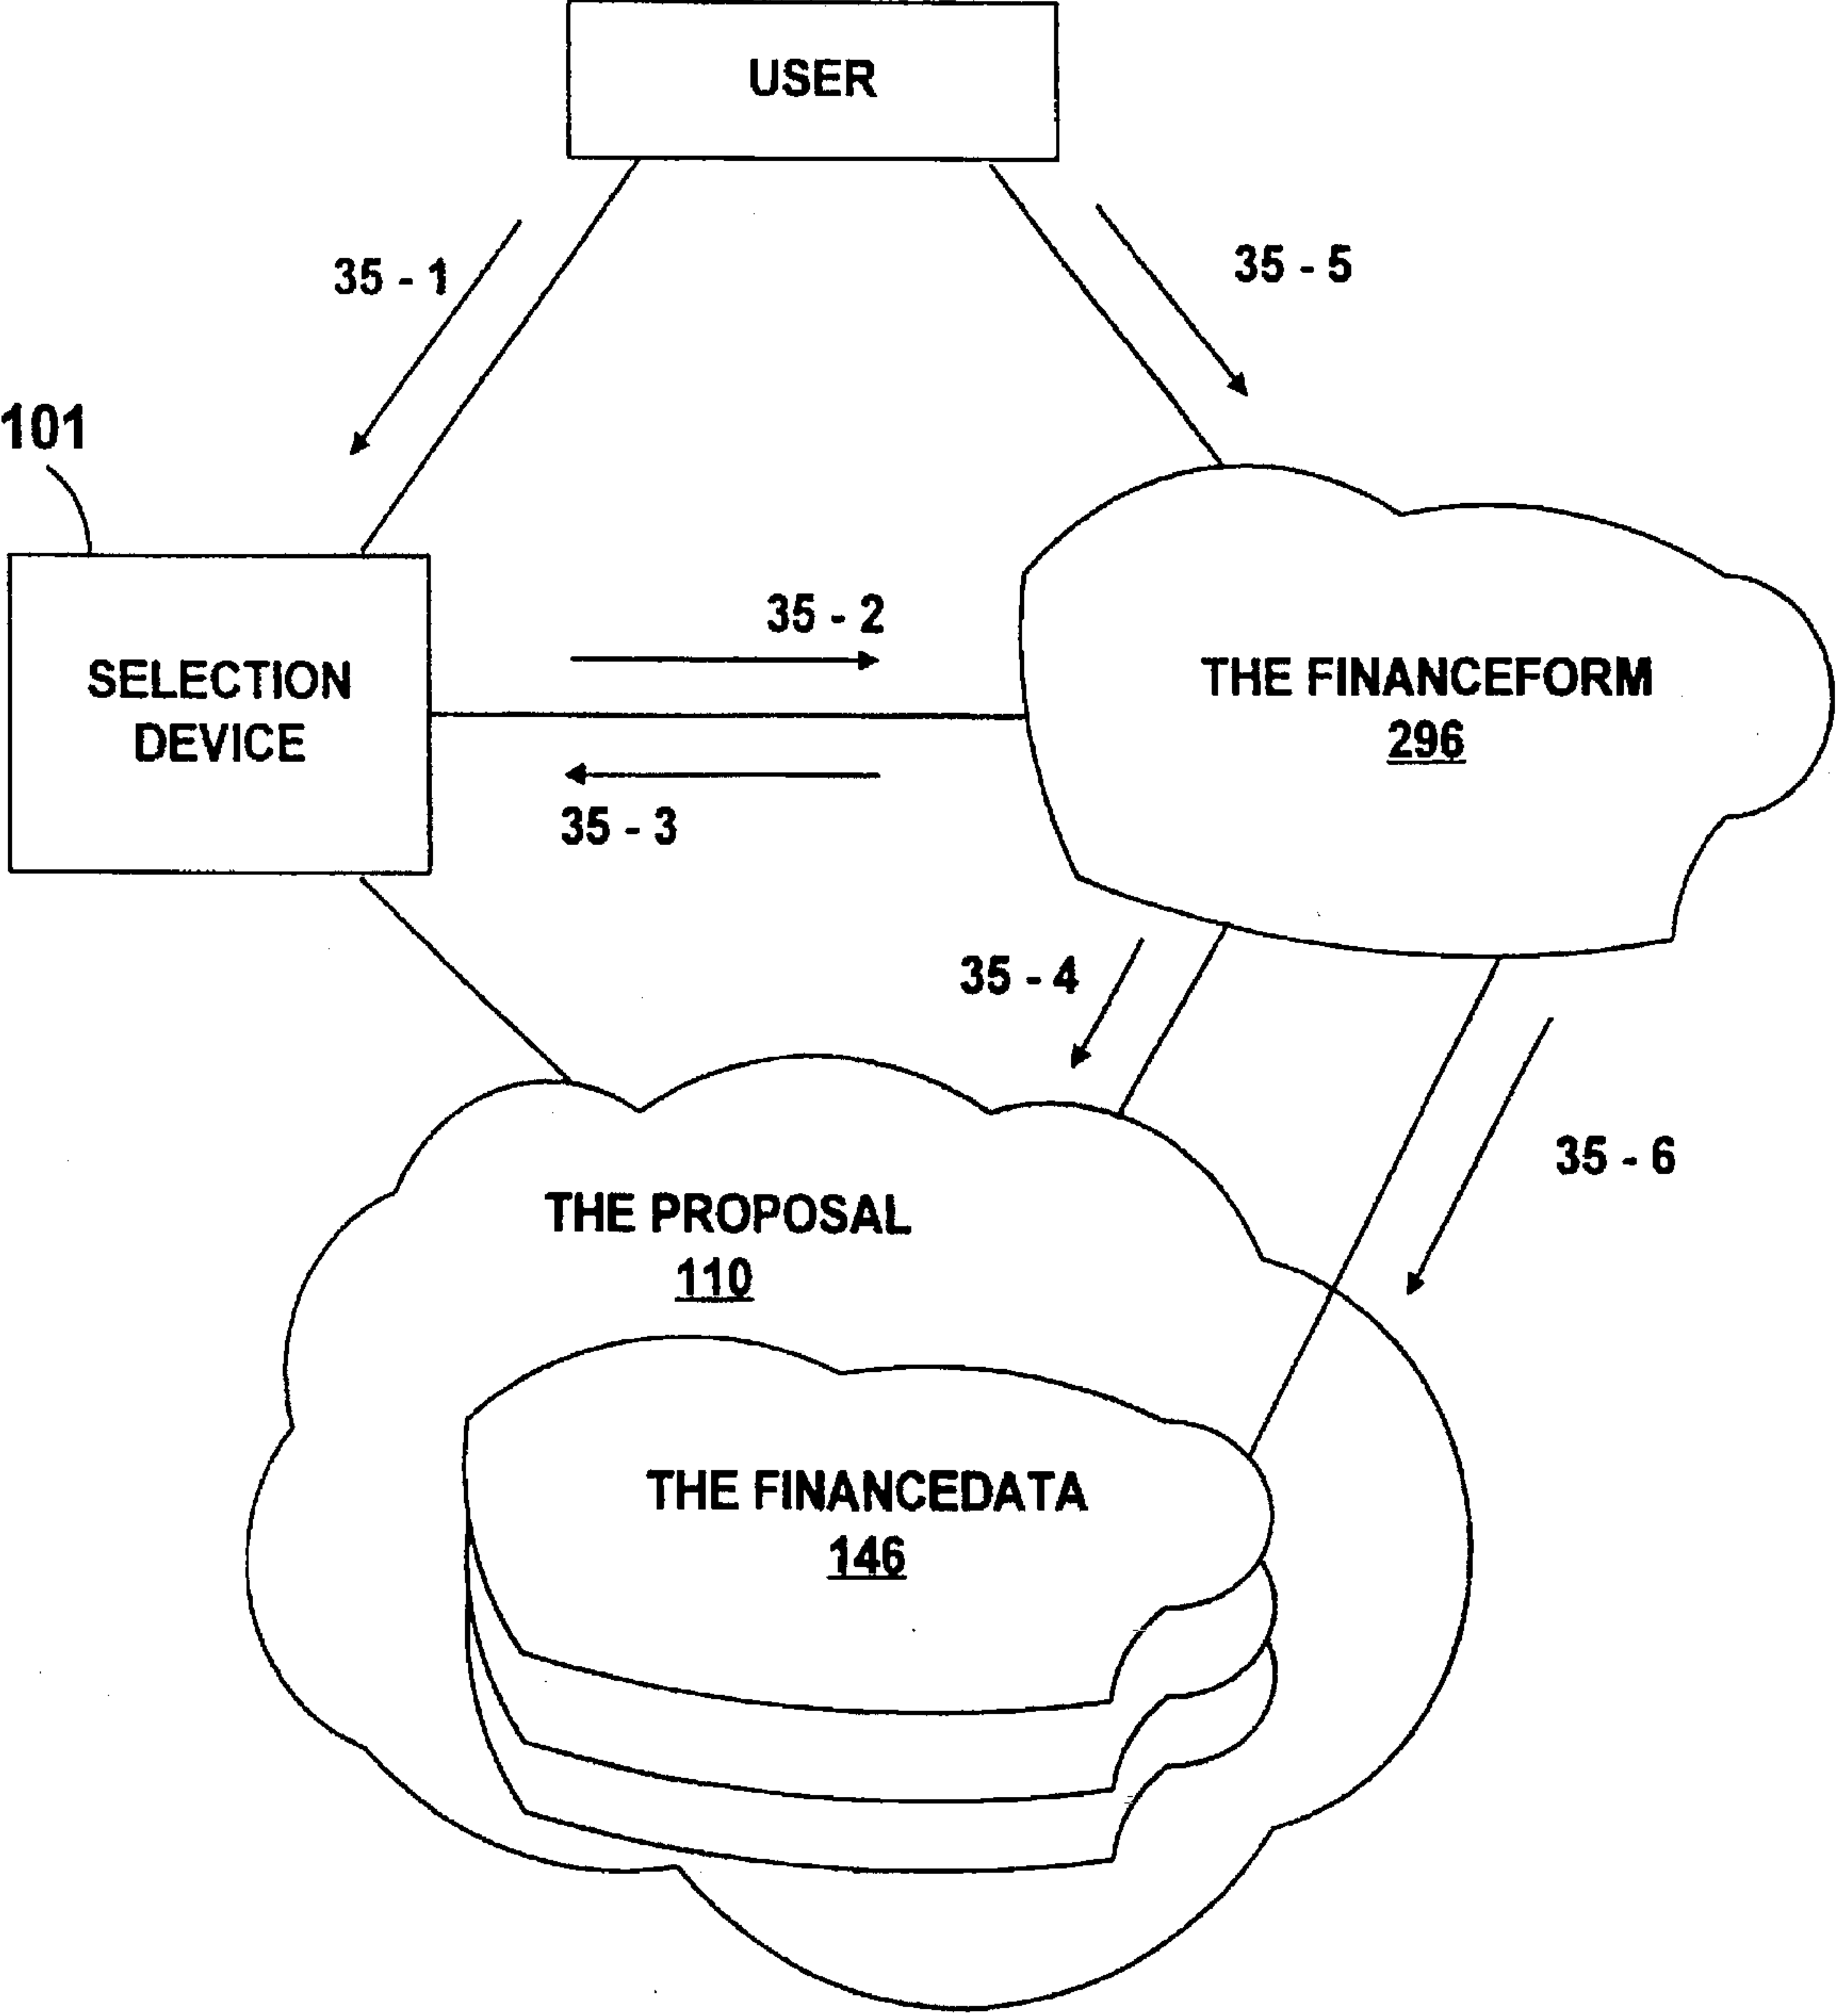 USER
35 - 1
35 - 5
101
35 - 2
SELECTION
DEVICE
THE FINANCEFORM
296
35 - 3
35 - 4
35 - 6
THE PROPOSAL
110
THE FINANCEDATA
146